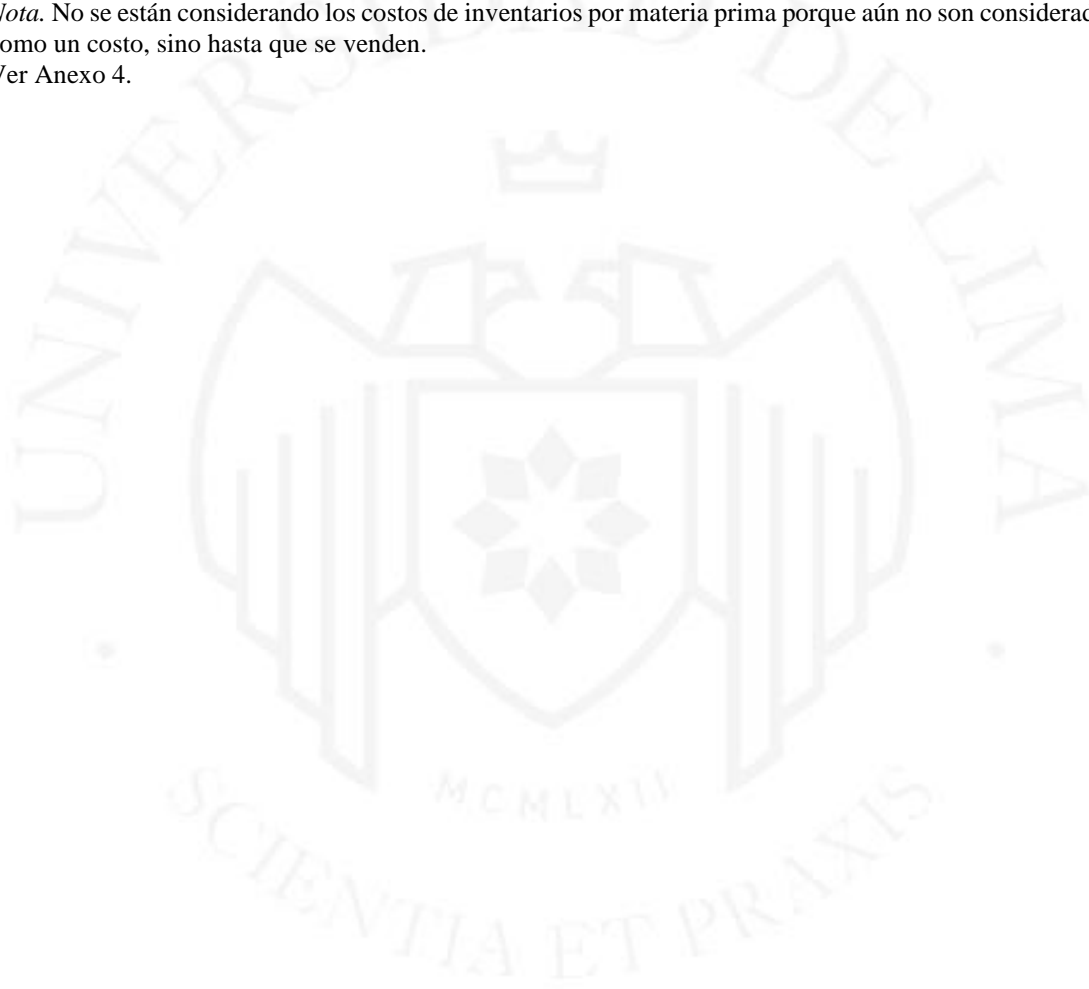 Nota. No se están considerando los costos de inventarios por materia prima porque aún no son considerad
omo un costo, sino hasta que se venden.
Ver Anexo 4.
UNIVERSIDAD DE LIMA
MCMLXII
SCIENTIA ET PRAXIS